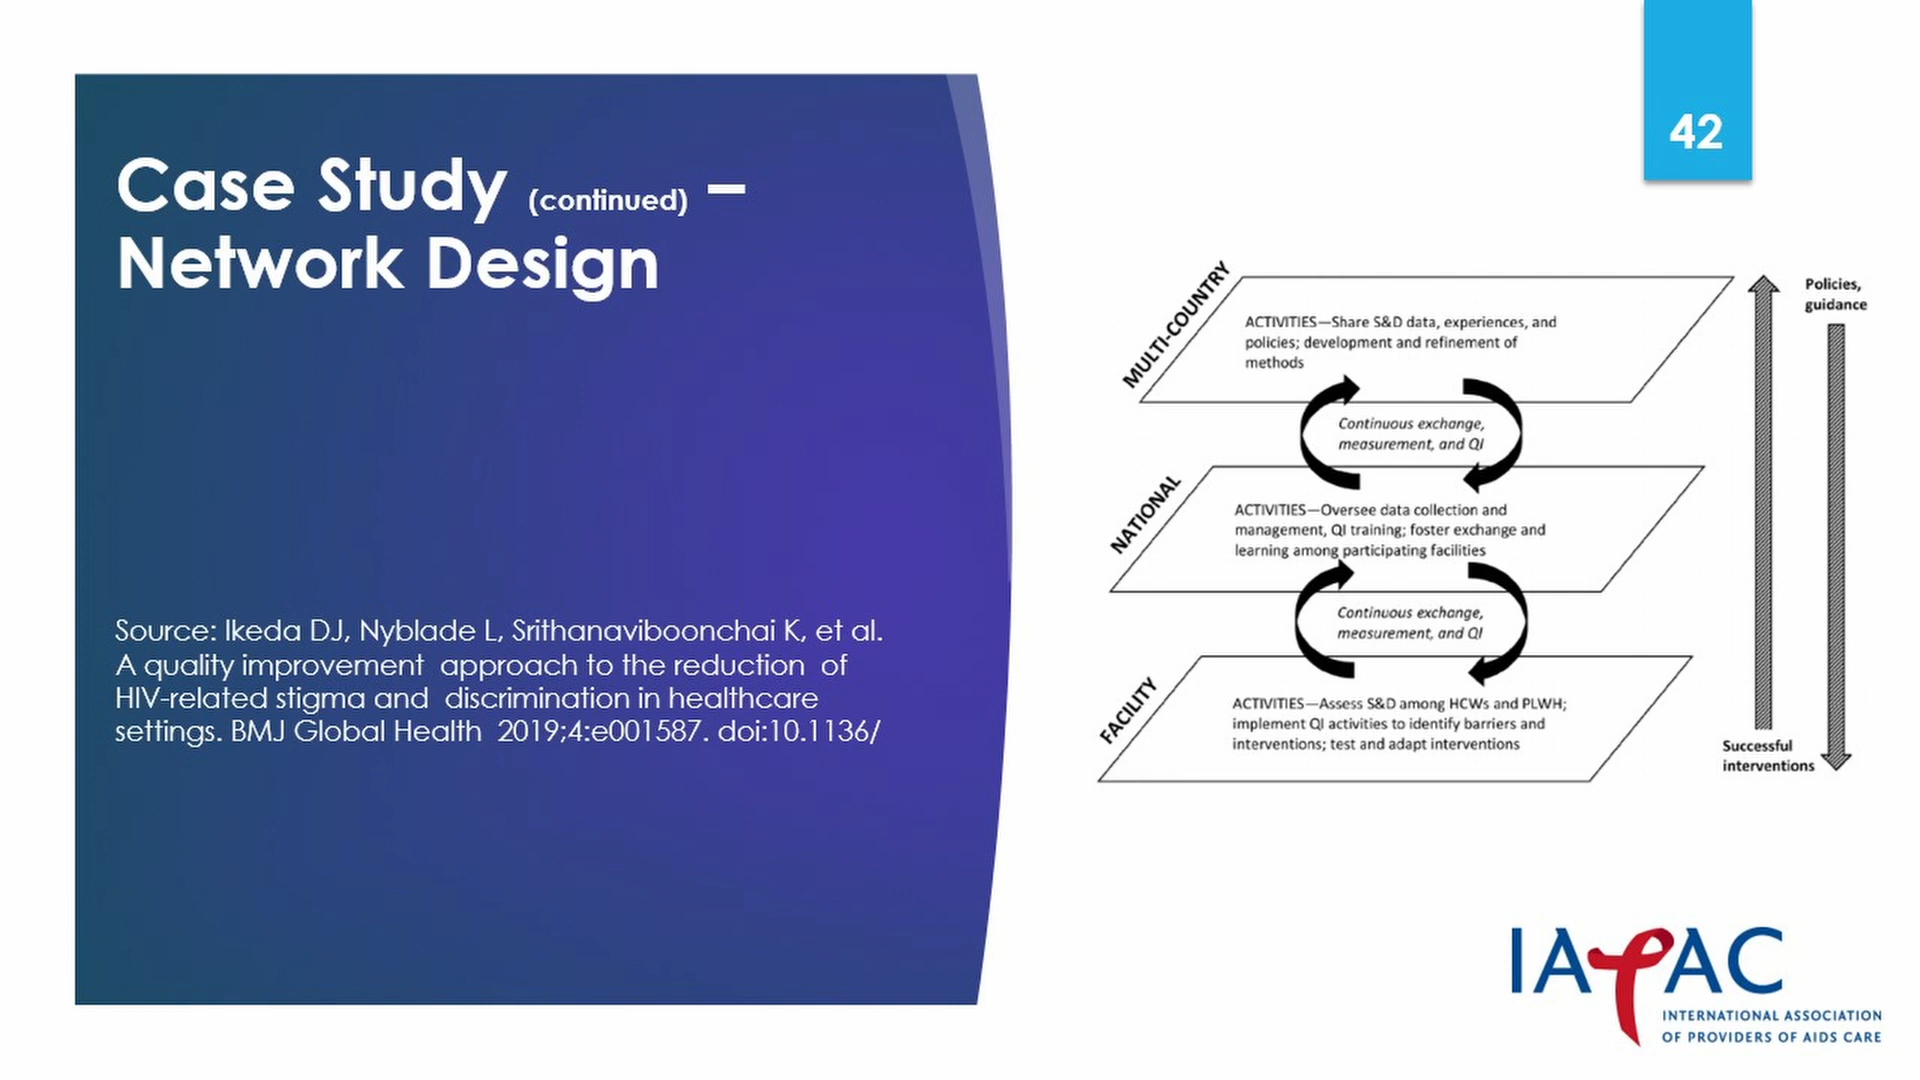 42
Case Study (continued) –
Network Design
Source: Ikeda DJ, Nyblade L, Srithanaviboonchai K, et al.
A quality improvement approach to the reduction of
HIV-related stigma and discrimination in healthcare
settings. BMJ Global Health 2019;4:e001587. doi:10.1136/
MULTI-COUNTRY
ACTIVITIES—Share S&D data, experiences, and
policies; development and refinement of
methods
Continuous exchange,
measurement, and QI
NATIONAL
ACTIVITIES—Oversee data collection and
management, QI training; foster exchange and
learning among participating facilities
Continuous exchange,
measurement, and QI
FACILITY
ACTIVITIES—Assess S&D among HCWs and PLWH;
implement QI activities to identify barriers and
interventions; test and adapt interventions
Policies,
guidance
Successful
interventions
IAPAC
INTERNATIONAL ASSOCIATION
OF PROVIDERS OF AIDS CARE